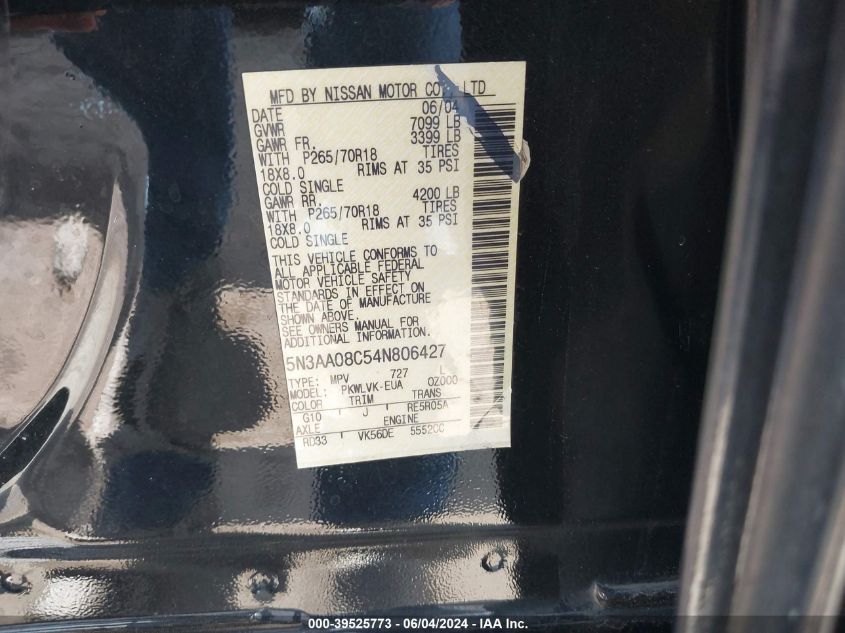 MFD BY NISSAN MOTOR CO., LTD
DATE 06/04
GVWR 7099 LB
GAWR FR. 3399 LB
WITH P265/70R18 TIRES
18X8.0 RIMS AT 35 PSI
COLD SINGLE
GAWR RR. 4200 LB
WITH P265/70R18 TIRES
18X8.0 RIMS AT 35 PSI
COLD SINGLE
THIS VEHICLE CONFORMS TO
ALL APPLICABLE FEDERAL
MOTOR VEHICLE SAFETY
STANDARDS IN EFFECT ON
THE DATE OF MANUFACTURE
SHOWN ABOVE.
SEE OWNERS MANUAL FOR
ADDITIONAL INFORMATION.
5N3AA08C54N806427
TYPE: MPV 727 L
MODEL: PKWLVK-EUA 0Z000
COLOR TRIM TRANS
G10 J RE5R05A
AXLE ENGINE
RD33 VK56DE 5552CC
000-39525773 - 06/04/2024 - IAA Inc.